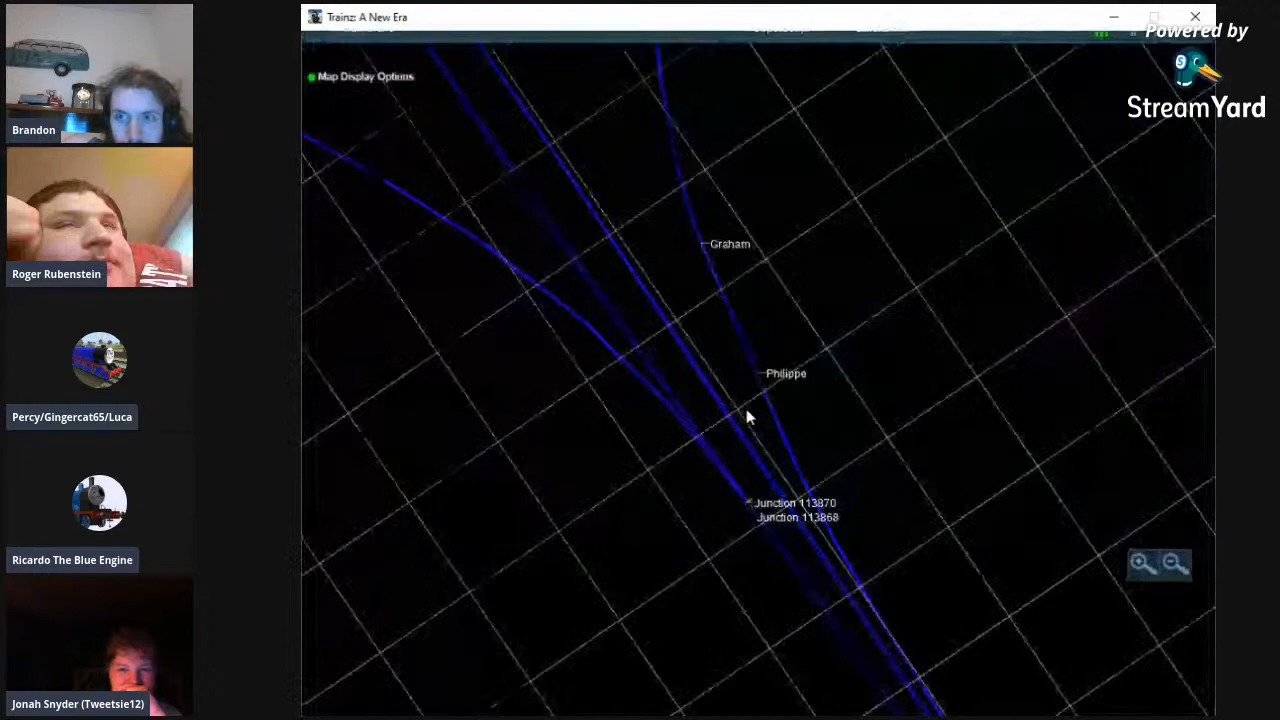 Trainz: A New Era
Powered by
StreamYard
Map Display Options
Brandon
Graham
Roger Rubenstein
Philippe
Percy/Gingercat65/Luca
Junction 113870
Junction 113868
Ricardo The Blue Engine
Jonah Snyder (Tweetsie12)